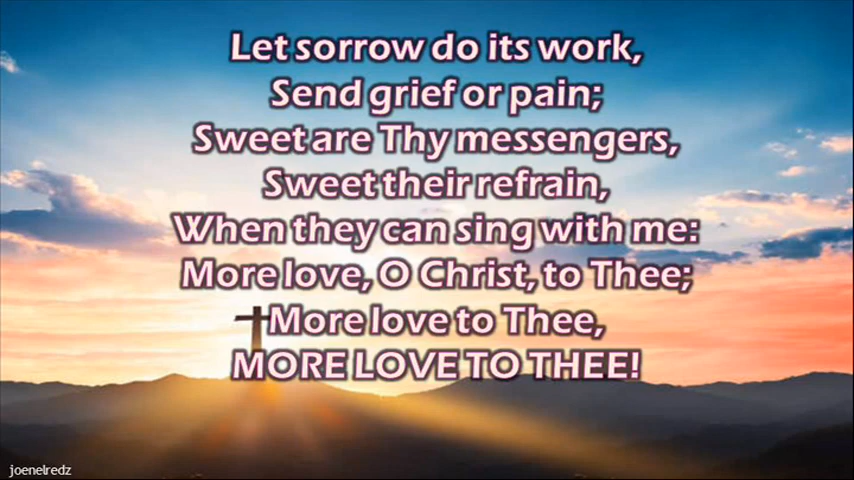 Let sorrow do its work,
Send grief or pain;
Sweet are Thy messengers,
Sweet their refrain,
When they can sing with me:
More love, O Christ, to Thee;
More love to Thee,
MORE LOVE TO THEE!
joenelredz